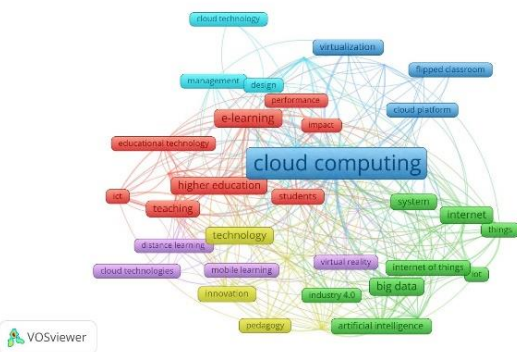 cloud technology
virtualization
flipped classroom
management
design
performance
cloud platform
e-learning
impact
educational technology
cloud computing
higher education
ict
students
system
teaching
internet
things
technology
distance learning
virtual reality
cloud technologies
mobile learning
internet of things
iot
big data
innovation
industry 4.0
pedagogy
artificial intelligence
VOSviewer